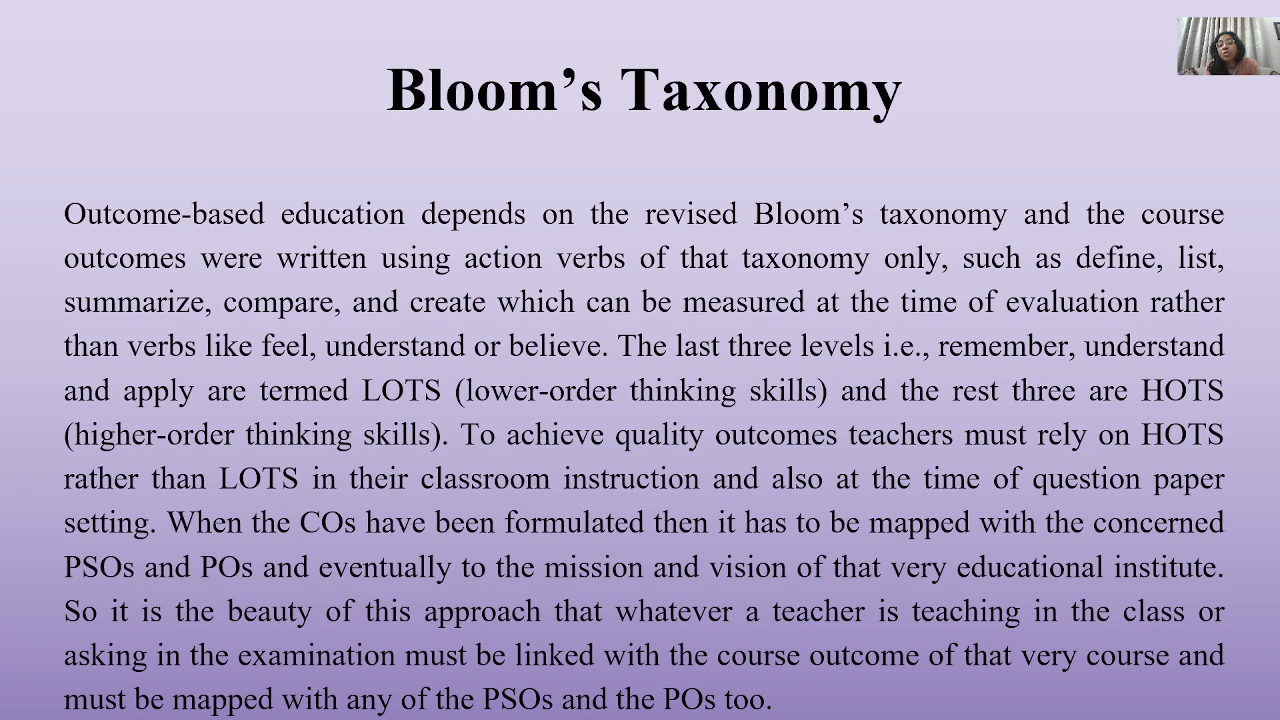 Bloom’s Taxonomy
Outcome-based education depends on the revised Bloom’s taxonomy and the course
outcomes were written using action verbs of that taxonomy only, such as define, list,
summarize, compare, and create which can be measured at the time of evaluation rather
than verbs like feel, understand or believe. The last three levels i.e., remember, understand
and apply are termed LOTS (lower-order thinking skills) and the rest three are HOTS
(higher-order thinking skills). To achieve quality outcomes teachers must rely on HOTS
rather than LOTS in their classroom instruction and also at the time of question paper
setting. When the COs have been formulated then it has to be mapped with the concerned
PSOs and POs and eventually to the mission and vision of that very educational institute.
So it is the beauty of this approach that whatever a teacher is teaching in the class or
asking in the examination must be linked with the course outcome of that very course and
must be mapped with any of the PSOs and the POs too.